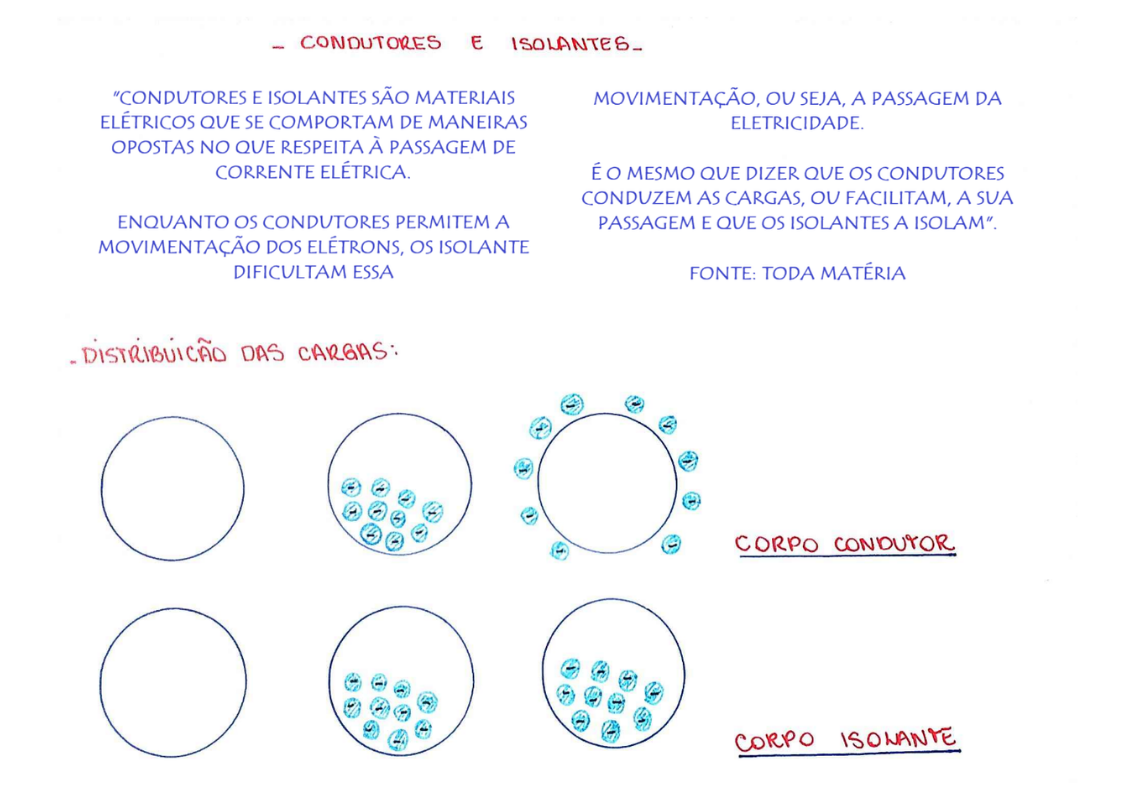 - CONDUTORES E ISOLANTES -
"CONDUTORES E ISOLANTES SÃO MATERIAIS
ELÉTRICOS QUE SE COMPORTAM DE MANEIRAS
OPOSTAS NO QUE RESPEITA À PASSAGEM DE
CORRENTE ELÉTRICA.
ENQUANTO OS CONDUTORES PERMITEM A
MOVIMENTAÇÃO DOS ELÉTRONS, OS ISOLANTE
DIFICULTAM ESSA
MOVIMENTAÇÃO, OU SEJA, A PASSAGEM DA
ELETRICIDADE.
É O MESMO QUE DIZER QUE OS CONDUTORES
CONDUZEM AS CARGAS, OU FACILITAM, A SUA
PASSAGEM E QUE OS ISOLANTES A ISOLAM".
FONTE: TODA MATÉRIA
- DISTRIBUIÇÃO DAS CARGAS:
CORPO CONDUTOR
CORPO ISOLANTE